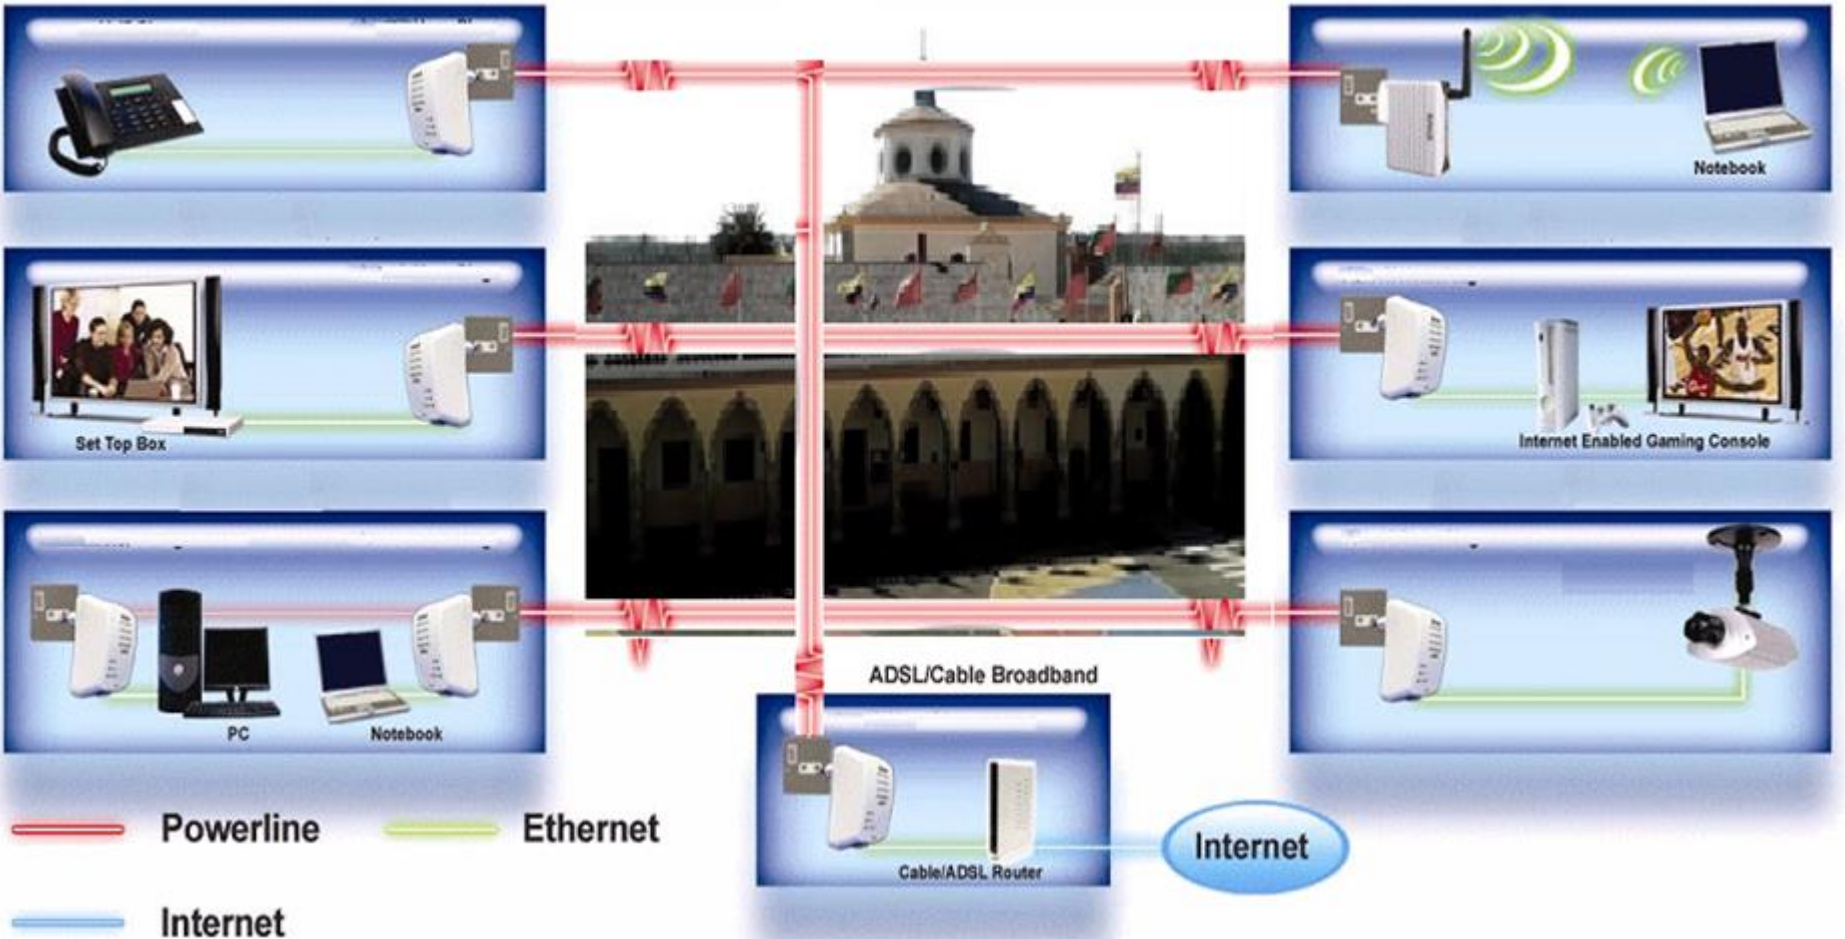 Notebook
Set Top Box
Internet Enabled Gaming Console
PC
Notebook
ADSL/Cable Broadband
Cable/ADSL Router
Internet
Powerline
Ethernet
Internet